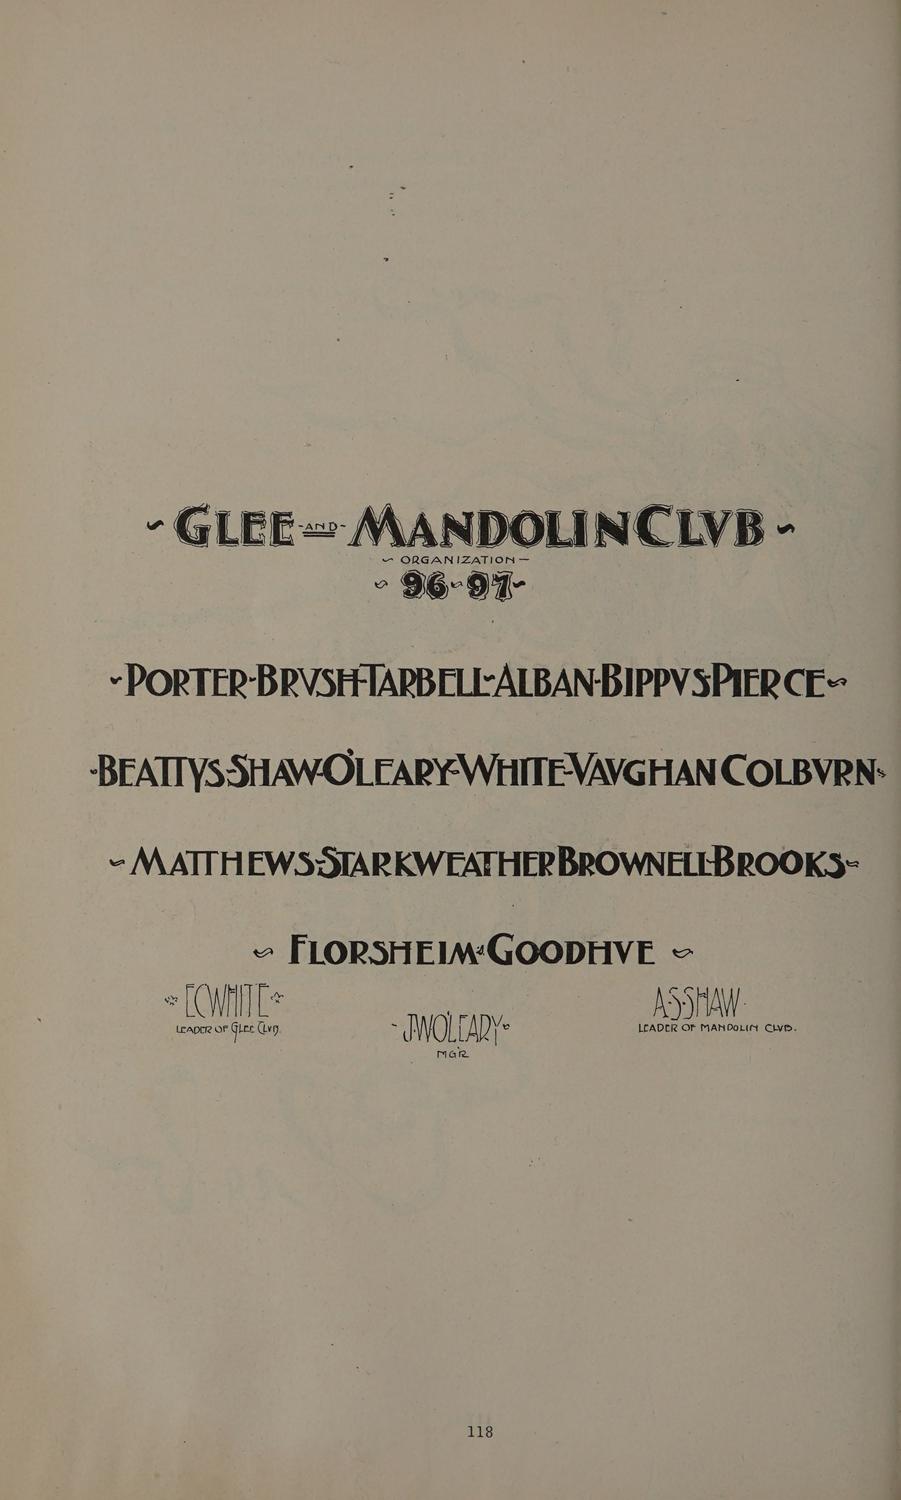 ~ GLEE -AND- MANDOLIN CLVB ~
~ ORGANIZATION —
~ 96~97~
~PORTER-BRVSH-TARBELL-ALBAN-BIPPVS PIERCE~
-BEATTYS-SHAW-O'LEARY-WHITE-VAVGHAN COLBVRN-
~ MATTHEWS-STARKWEATHER BROWNELL-BROOKS~
~ FLORSHEIM-GOODHVE ~
E C WHITE
LEADER OF GLEE CLVB.
A·S·SHAW·
LEADER OF MANDOLIN CLVB.
~ J·W·O'LEARY
MGR.
118